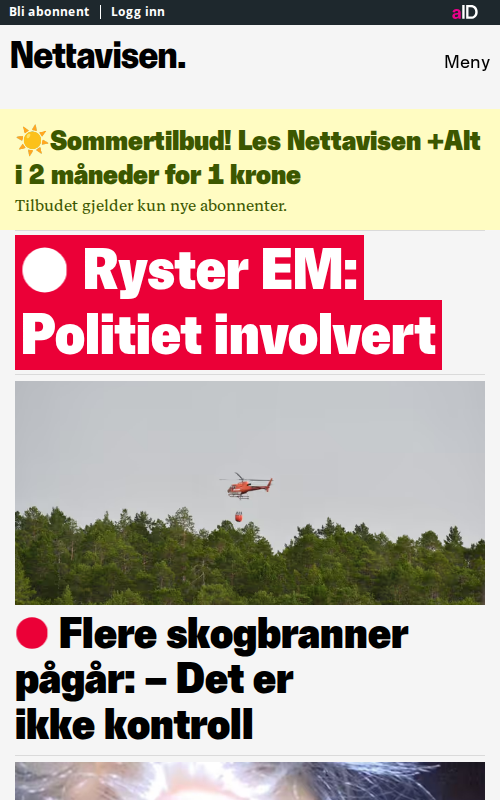 Bli abonnent | Logg inn
aID
Nettavisen.
Meny
☀️Sommertilbud! Les Nettavisen +Alt
i 2 måneder for 1 krone
Tilbudet gjelder kun nye abonnenter.
Ryster EM:
Politiet involvert
Flere skogbranner
pågår: – Det er
ikke kontroll